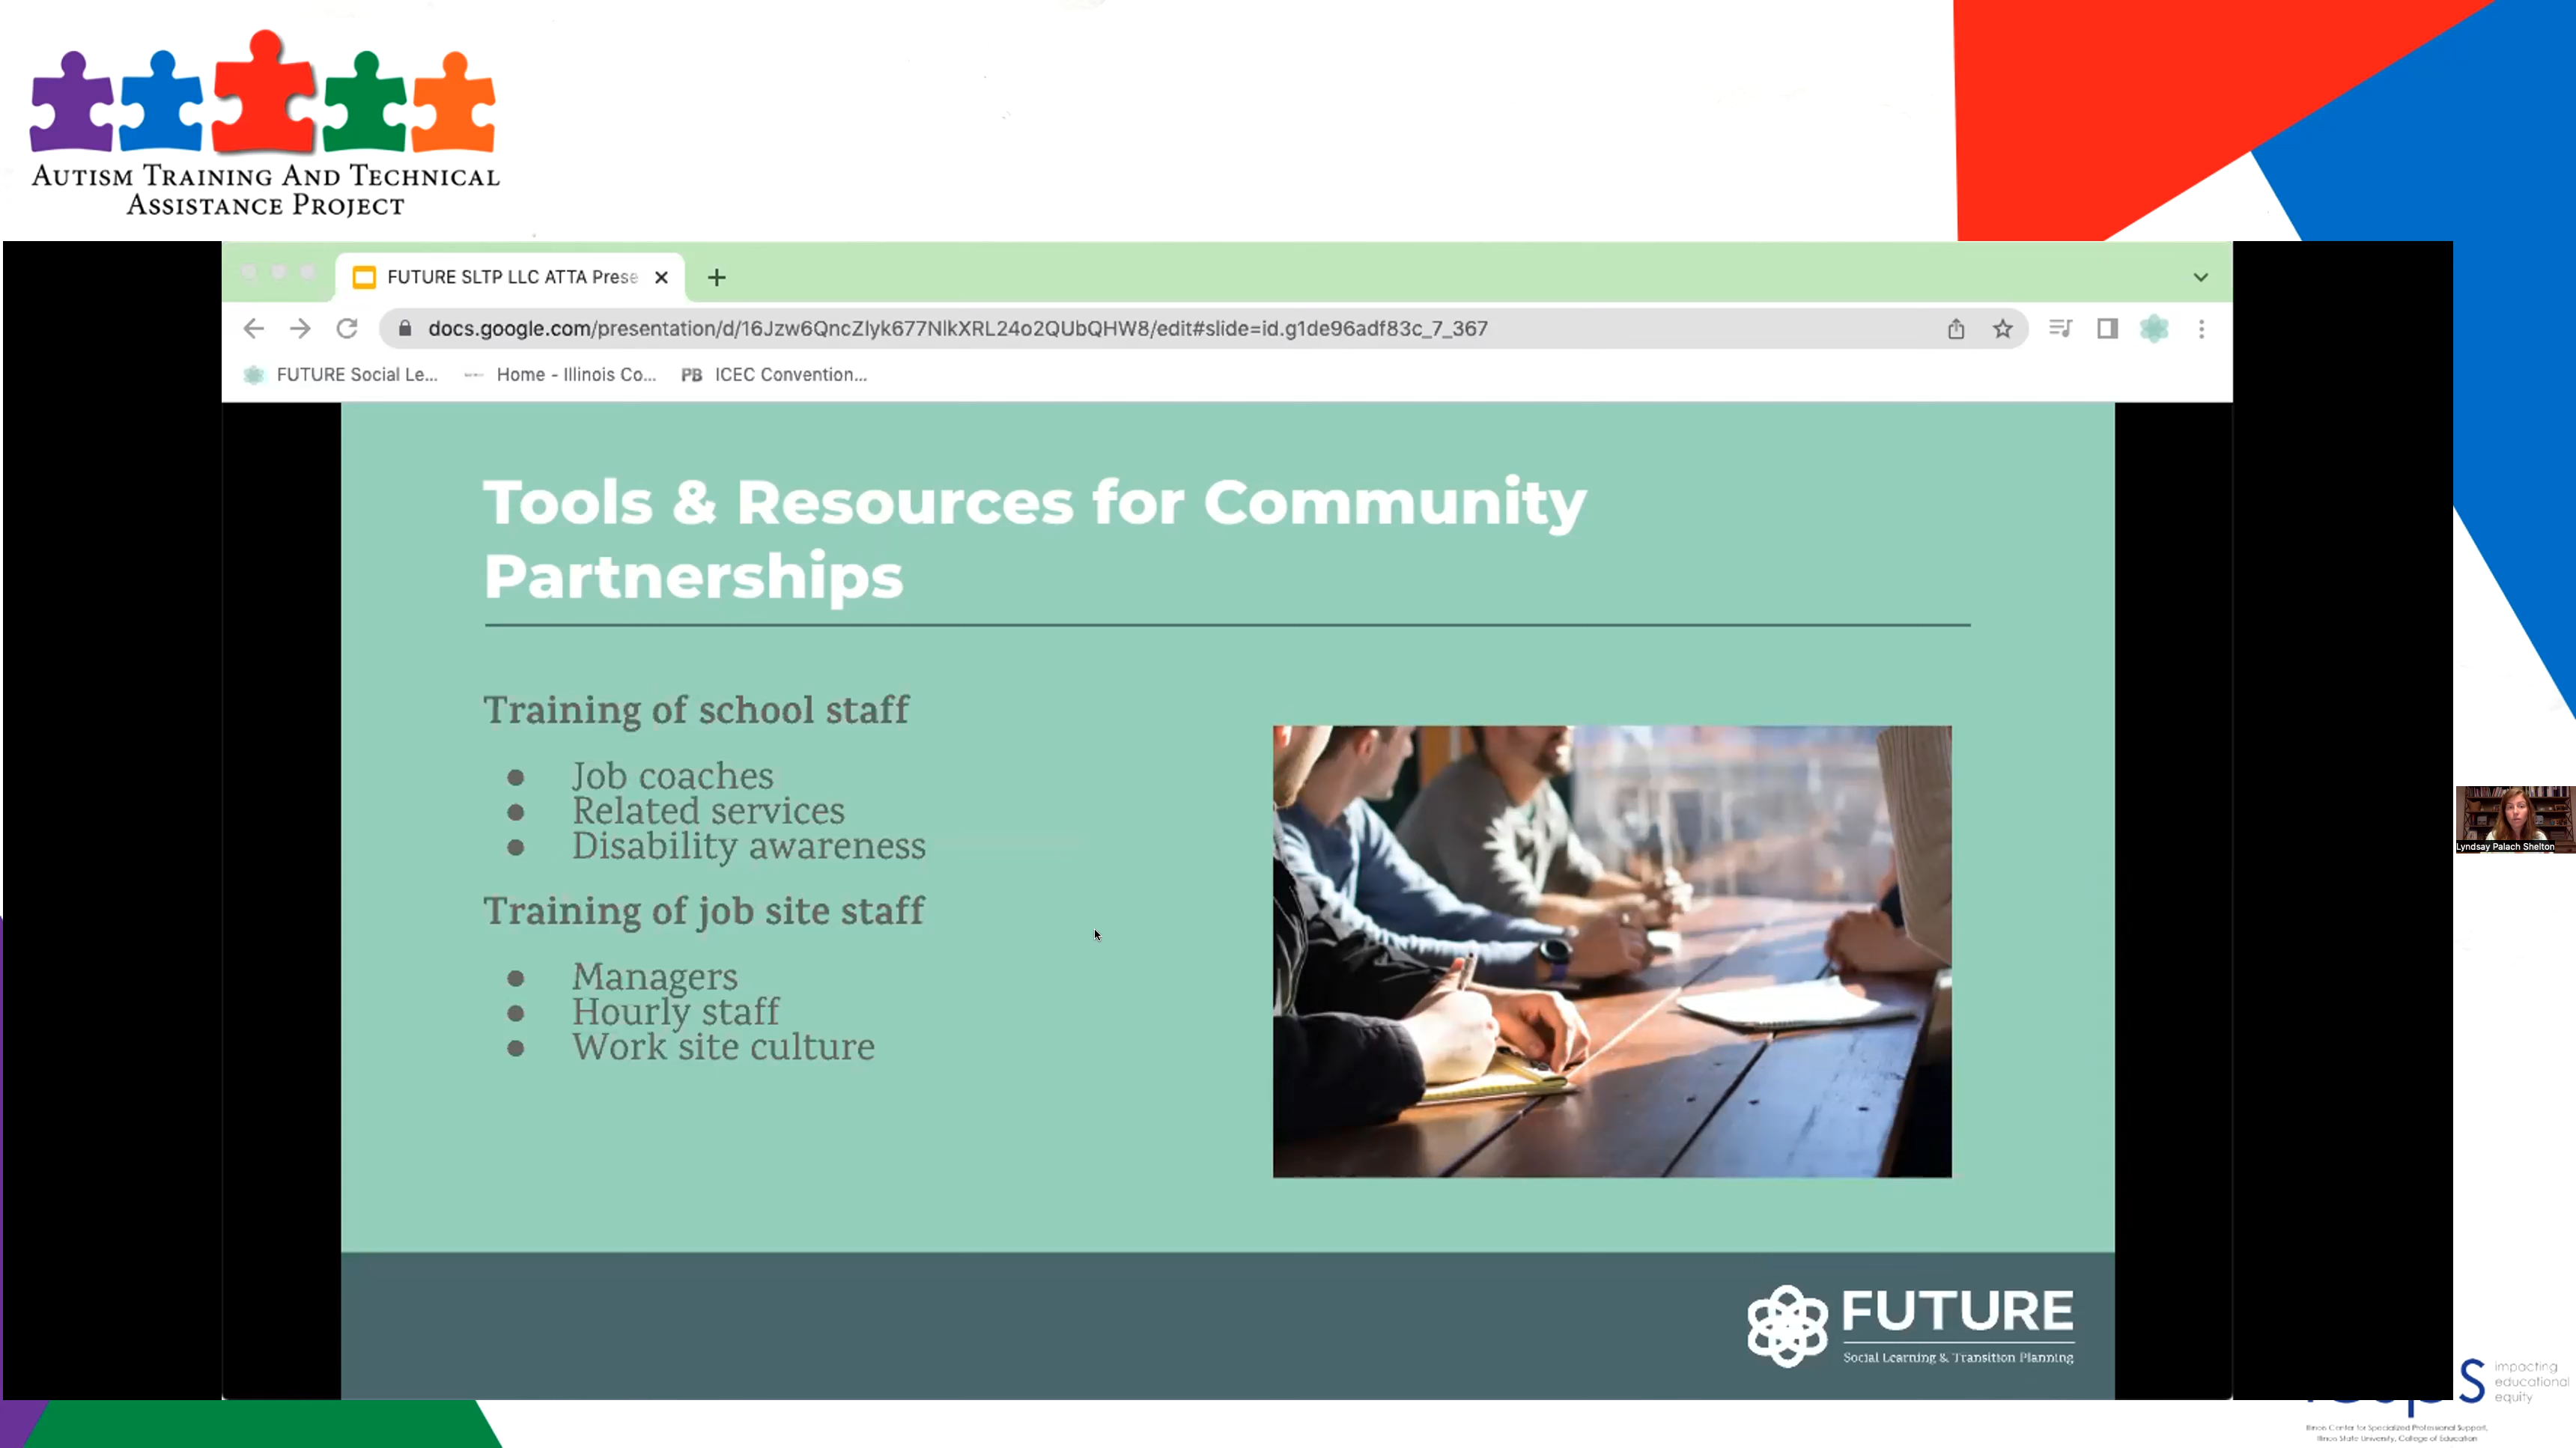 AUTISM TRAINING AND TECHNICAL
ASSISTANCE PROJECT
FUTURE SLTP LLC ATTA Prese
docs.google.com/presentation/d/16Jzw6QncZlyk677NlkXRL24o2QUbQHW8/edit#slide=id.g1de96adf83c_7_367
FUTURE Social Le... Home - Illinois Co... PB ICEC Convention...
Tools & Resources for Community
Partnerships
Training of school staff
● Job coaches
● Related services
● Disability awareness
Training of job site staff
● Managers
● Hourly staff
● Work site culture
Lyndsay Palach Shelton
FUTURE
Social Learning & Transition Planning
impacting
educational
equity
Illinois Center for Specialized Professional Support,
Illinois State University, College of Education